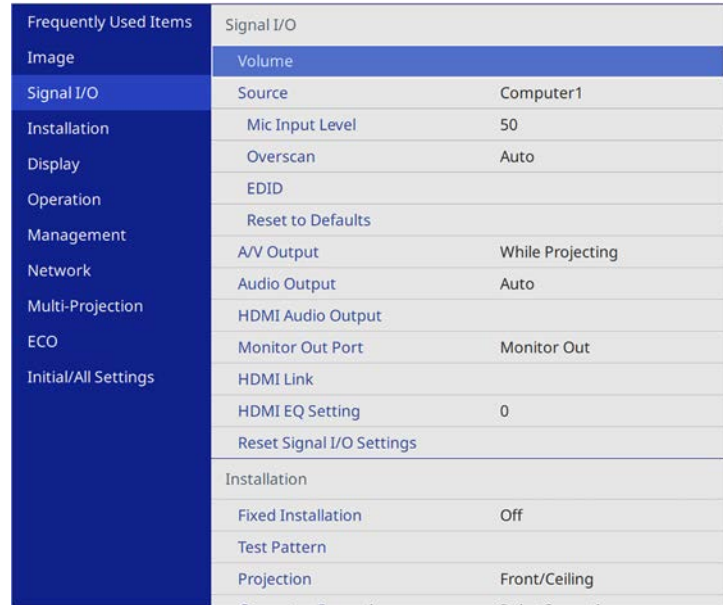 Frequently Used Items
Image
Signal I/O
Installation
Display
Operation
Management
Network
Multi-Projection
ECO
Initial/All Settings
Signal I/O
Volume
Source Computer1
Mic Input Level 50
Overscan Auto
EDID
Reset to Defaults
A/V Output While Projecting
Audio Output Auto
HDMI Audio Output
Monitor Out Port Monitor Out
HDMI Link
HDMI EQ Setting 0
Reset Signal I/O Settings
Installation
Fixed Installation Off
Test Pattern
Projection Front/Ceiling